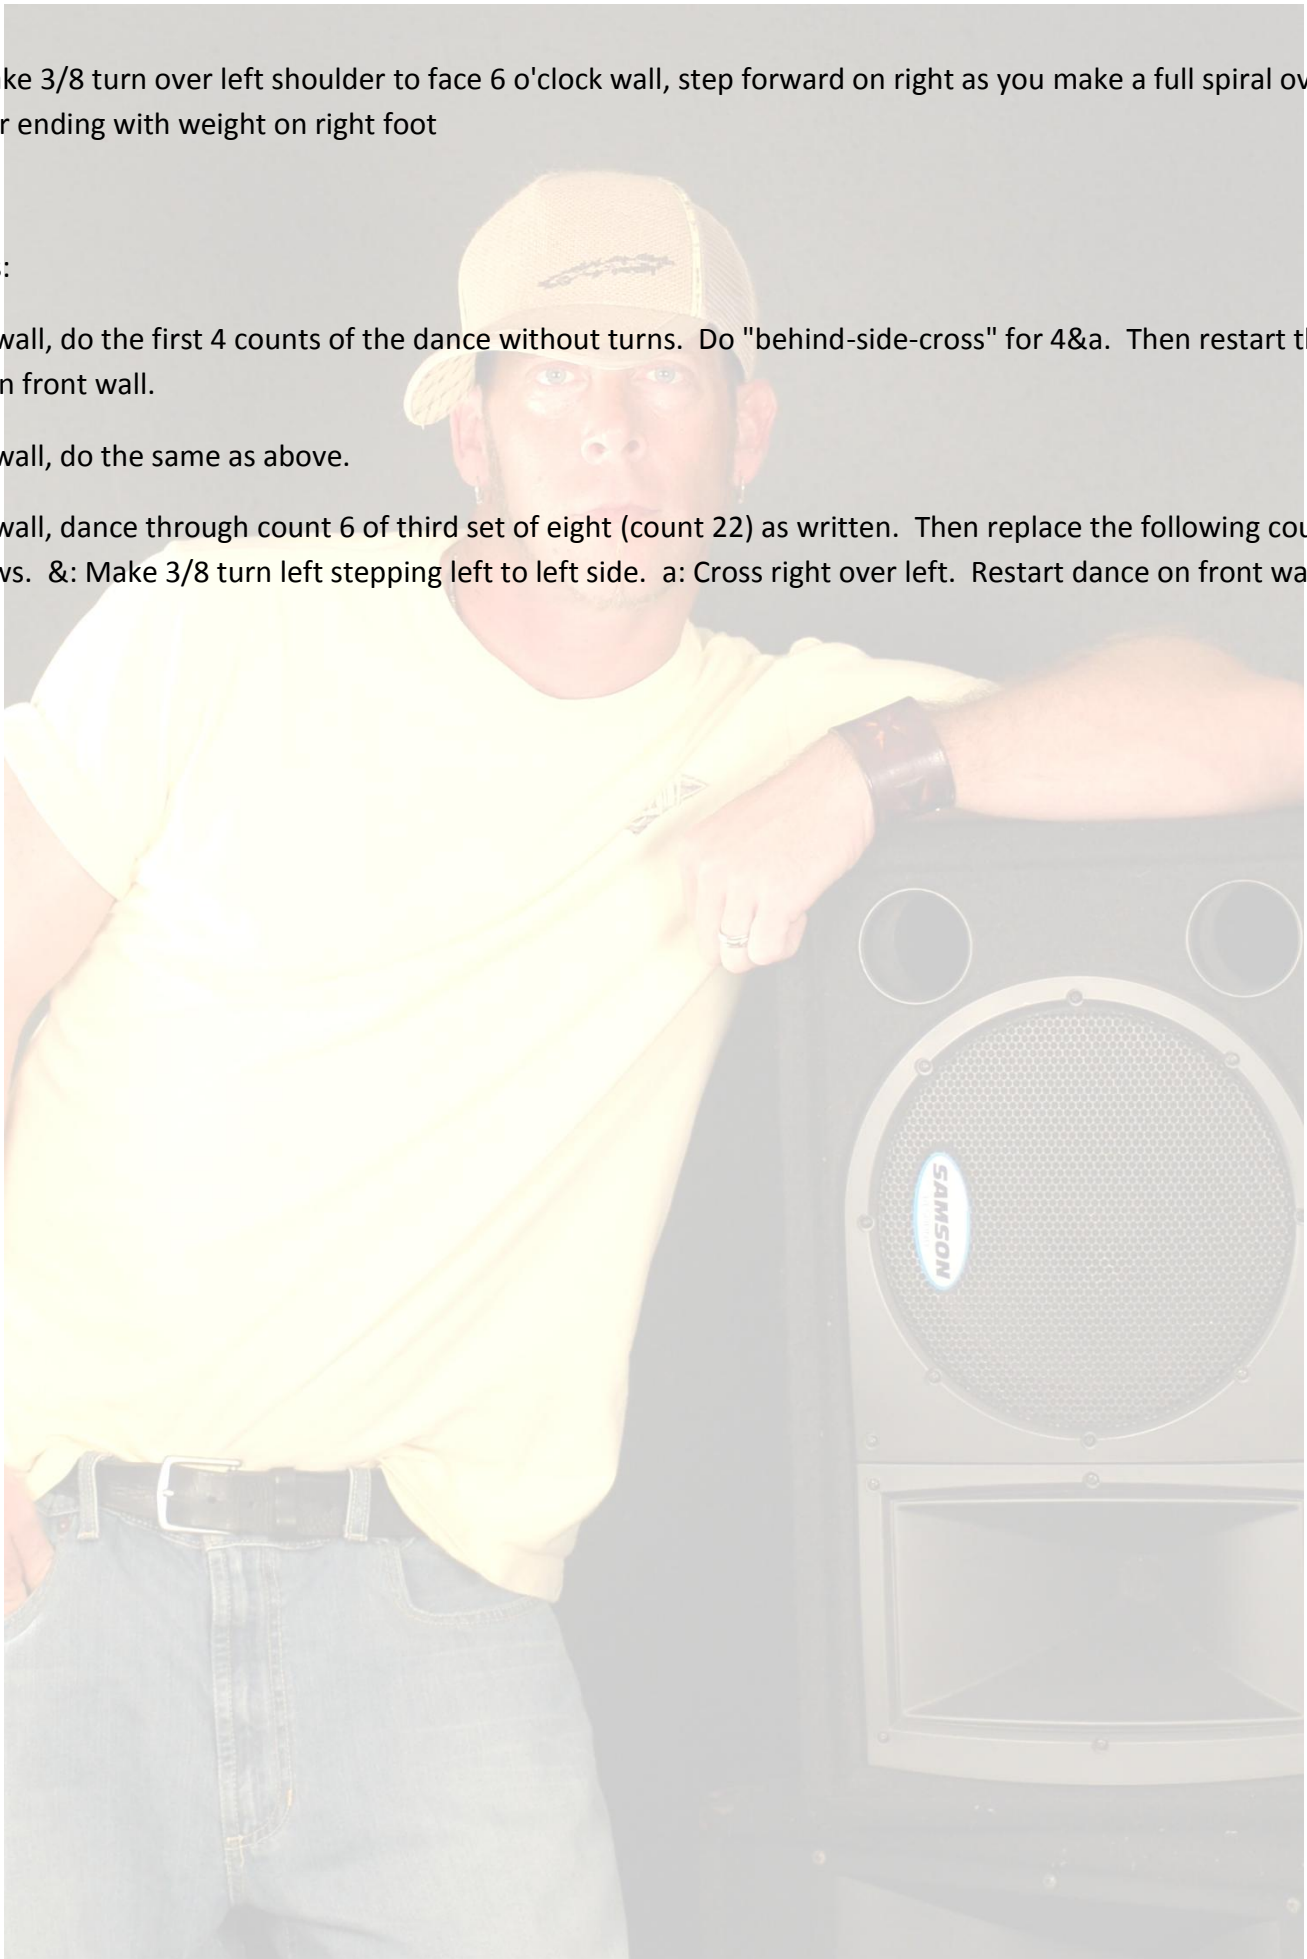 ke 3/8 turn over left shoulder to face 6 o'clock wall, step forward on right as you make a full spiral ov
r ending with weight on right foot
s:
wall, do the first 4 counts of the dance without turns.  Do "behind-side-cross" for 4&a.  Then restart th
n front wall.
wall, do the same as above.
wall, dance through count 6 of third set of eight (count 22) as written.  Then replace the following cou
ws.  &: Make 3/8 turn left stepping left to left side.  a: Cross right over left.  Restart dance on front wa
SAMSON